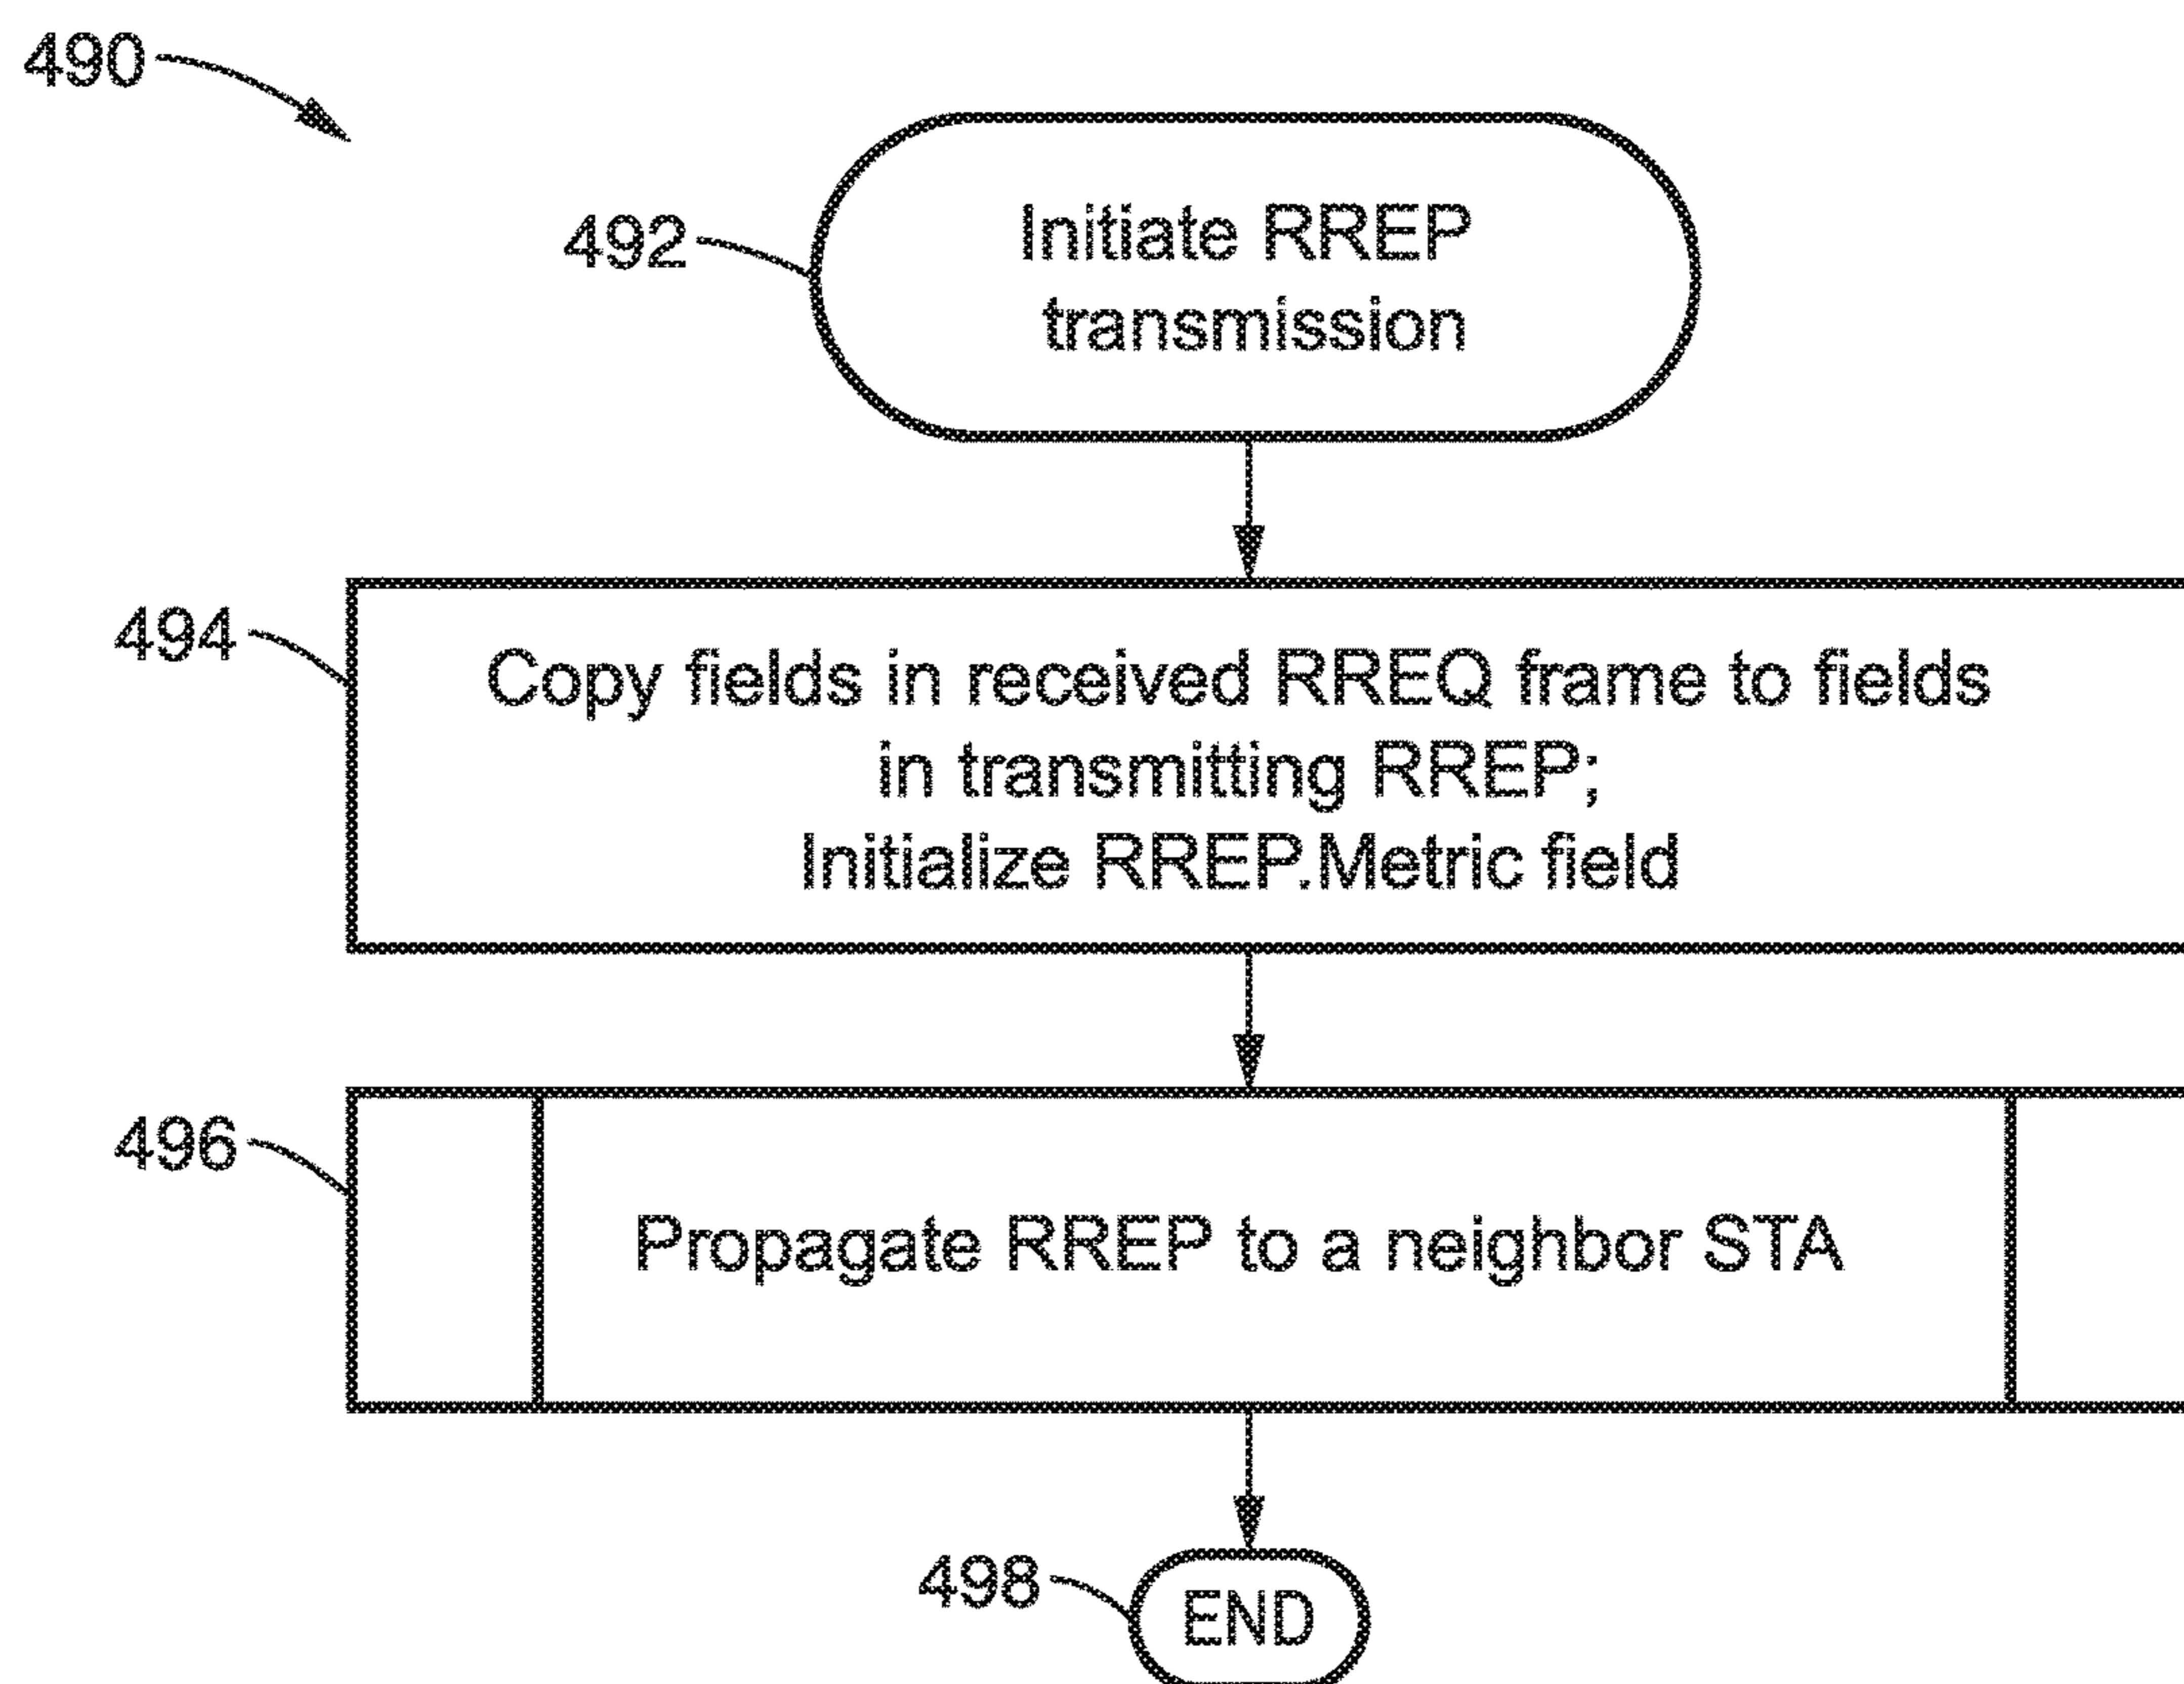 490
492
Initiate RREP
transmission
494
Copy fields in received RREQ frame to fields
in transmitting RREP;
Initialize RREP.Metric field
496
Propagate RREP to a neighbor STA
498
END